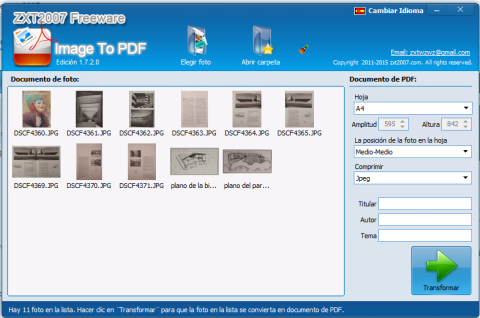 ZXT2007 Freeware
Cambiar Idioma
Image To PDF
Edición 1.7.2.0
Elegir foto
Abrir carpeta
Email: zxtwzwz@gmail.com
Copyright 2011-2015 zxt2007.com. All rights reserved.
Documento de foto:
DSCF4360.JPG DSCF4361.JPG DSCF4362.JPG DSCF4363.JPG DSCF4364.JPG DSCF4365.JPG
DSCF4369.JPG DSCF4370.JPG DSCF4371.JPG plano de la bi... plano del par...
Documento de PDF:
Hoja
A4
Amplitud 595 Altura 842
La posición de la foto en la hoja
Medio-Medio
Comprimir
Jpeg
Titular
Autor
Tema
Transformar
Hay 11 foto en la lista. Hacer clic en ¨Transformar¨ para que la foto en la lista se convierta en documento de PDF.